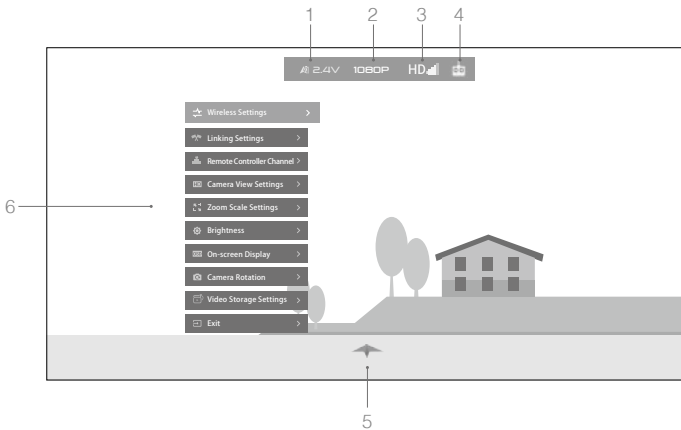 1 2 3 4
2.4V 1080P HD
Wireless Settings
Linking Settings
Remote Controller Channel
Camera View Settings
Zoom Scale Settings
6
Brightness
On-screen Display
Camera Rotation
Video Storage Settings
Exit
5